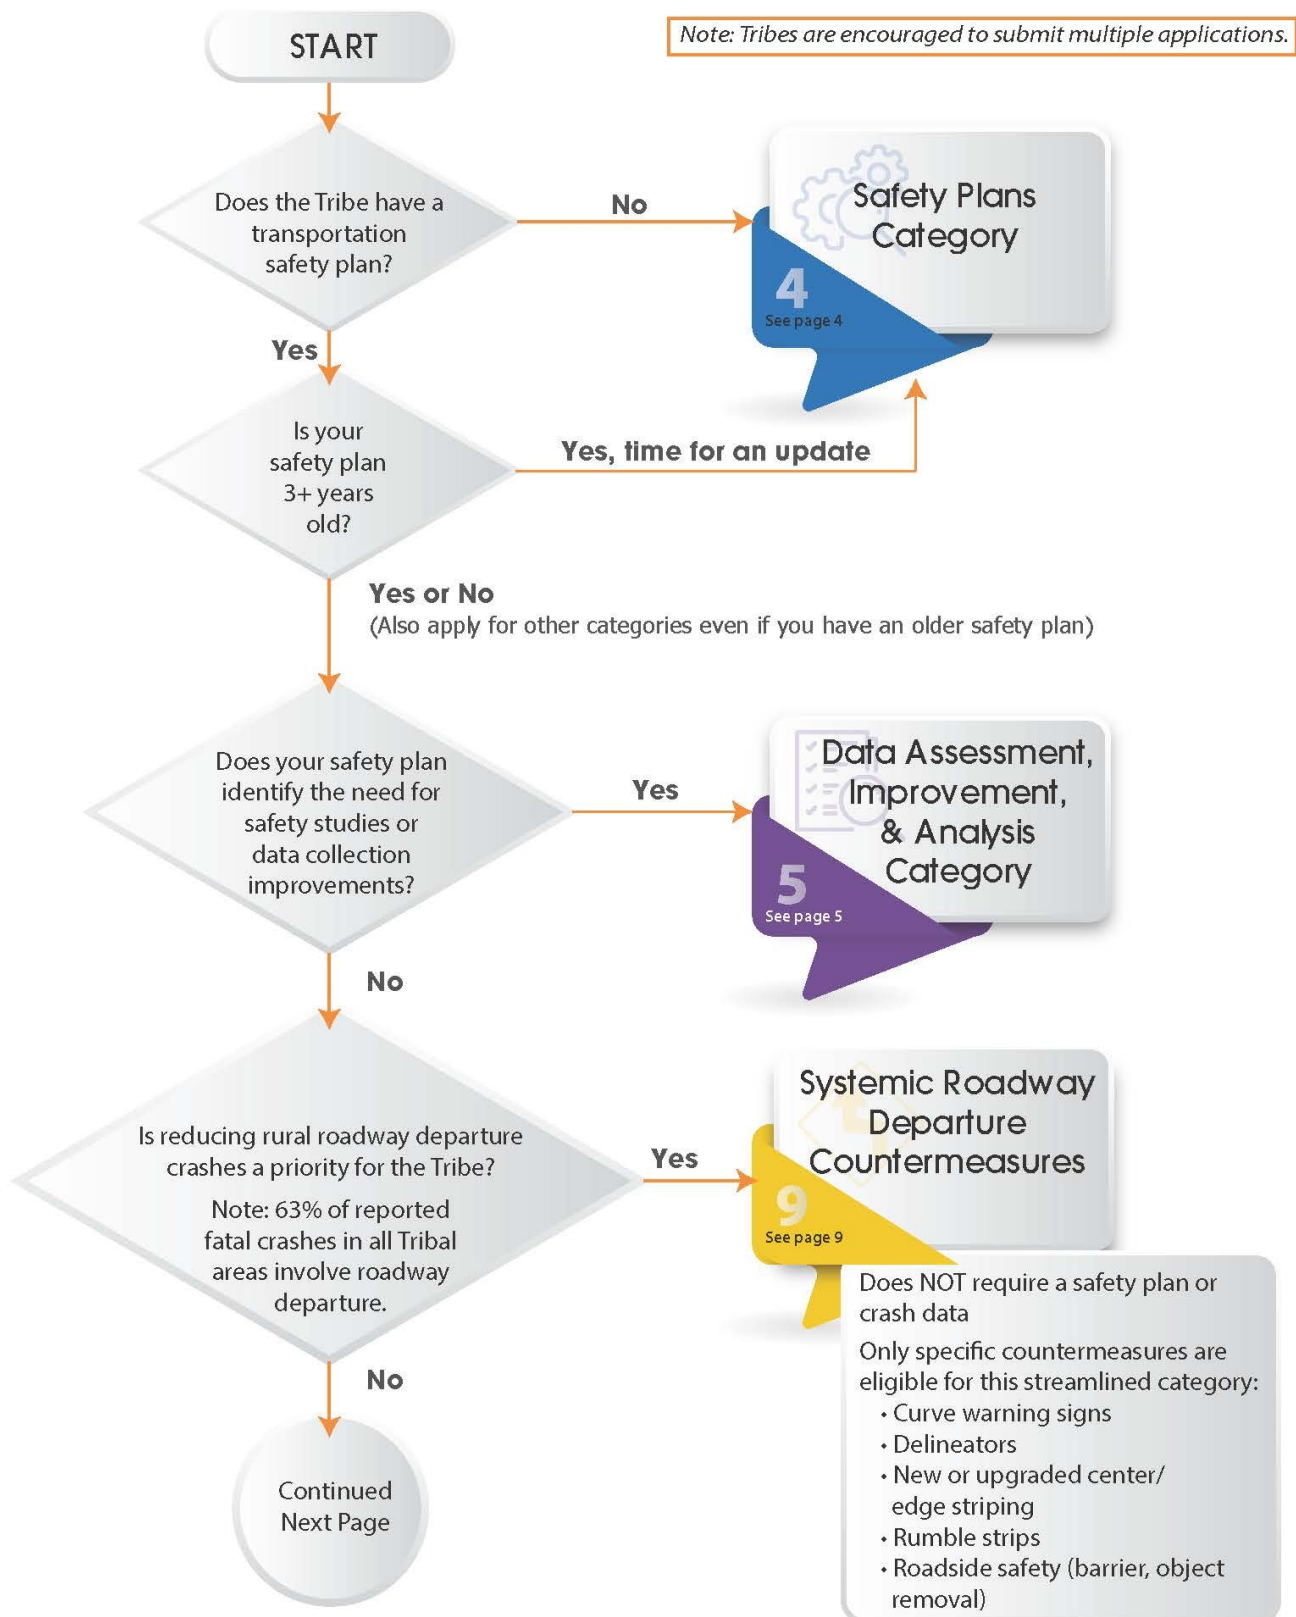 START
Note: Tribes are encouraged to submit multiple applications.
Does the Tribe have a
transportation
safety plan?
No
Safety Plans
Category
4
See page 4
Yes
Is your
safety plan
3+ years
old?
Yes, time for an update
Yes or No
(Also apply for other categories even if you have an older safety plan)
Does your safety plan
identify the need for
safety studies or
data collection
improvements?
Yes
Data Assessment,
Improvement,
& Analysis
Category
5
See page 5
No
Is reducing rural roadway departure
crashes a priority for the Tribe?
Note: 63% of reported
fatal crashes in all Tribal
areas involve roadway
departure.
Yes
Systemic Roadway
Departure
Countermeasures
9
See page 9
Does NOT require a safety plan or
crash data
Only specific countermeasures are
eligible for this streamlined category:
• Curve warning signs
• Delineators
• New or upgraded center/
edge striping
• Rumble strips
• Roadside safety (barrier, object
removal)
No
Continued
Next Page